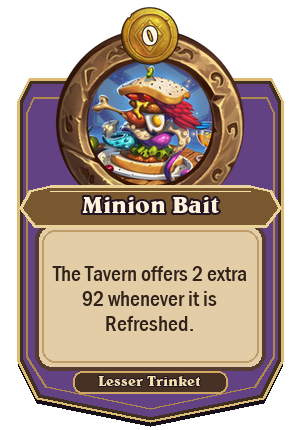 0
Minion Bait
The Tavern offers 2 extra
92 whenever it is
Refreshed.
Lesser Trinket